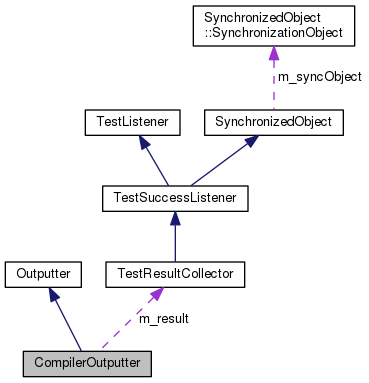 SynchronizedObject
::SynchronizationObject
m_syncObject
TestListener
SynchronizedObject
TestSuccessListener
Outputter
TestResultCollector
m_result
CompilerOutputter